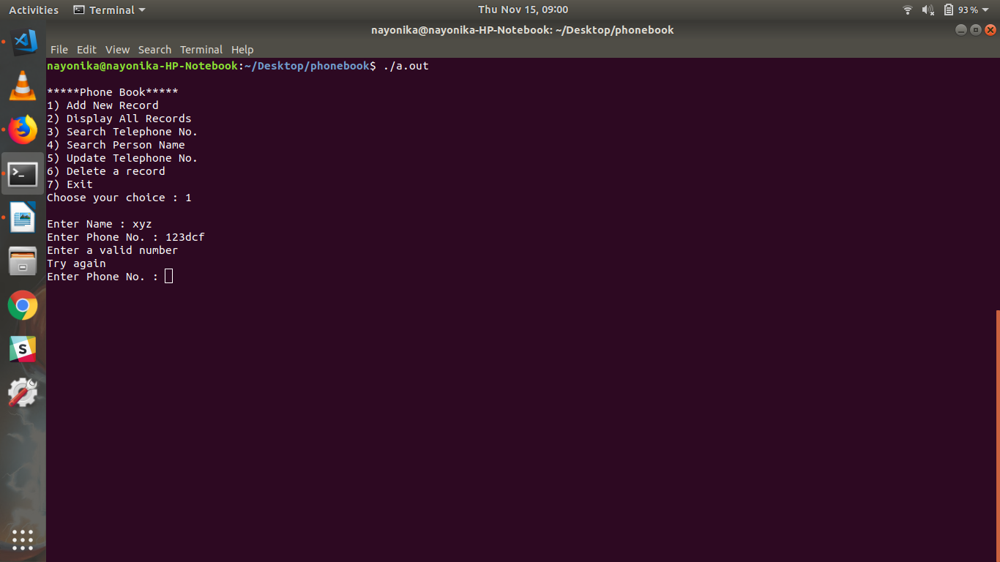 Activities Terminal Thu Nov 15, 09:00 93%
nayonika@nayonika-HP-Notebook: ~/Desktop/phonebook
File Edit View Search Terminal Help
nayonika@nayonika-HP-Notebook:~/Desktop/phonebook$ ./a.out
*****Phone Book*****
1) Add New Record
2) Display All Records
3) Search Telephone No.
4) Search Person Name
5) Update Telephone No.
6) Delete a record
7) Exit
Choose your choice : 1
Enter Name : xyz
Enter Phone No. : 123dcf
Enter a valid number
Try again
Enter Phone No. :
S